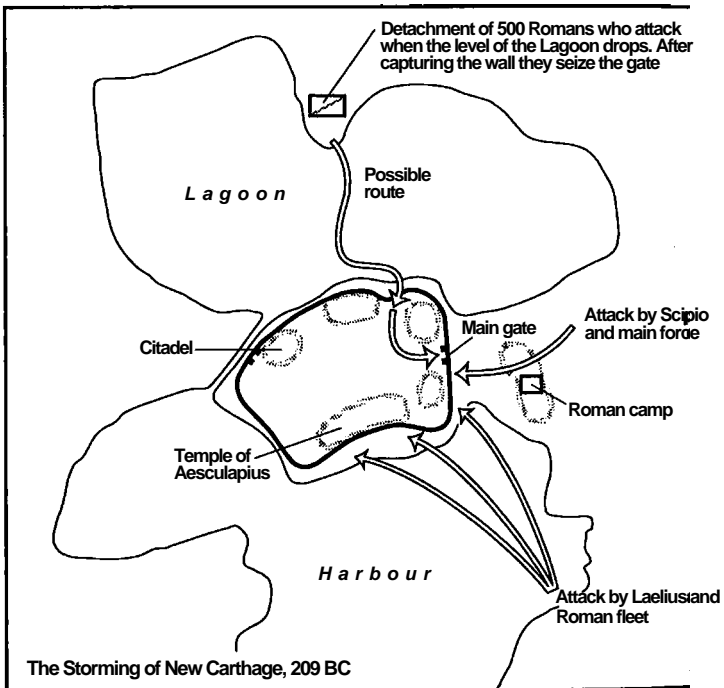 Detachment of 500 Romans who attack
when the level of the Lagoon drops. After
capturing the wall they seize the gate
Possible
route
Lagoon
Attack by Scipio
and main force
Main gate
Citadel
Roman camp
Temple of
Aesculapius
Harbour
Attack by Laelius and
Roman fleet
The Storming of New Carthage, 209 BC